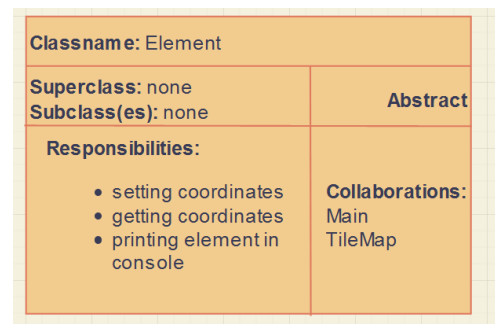 Classname: Element
Superclass: none
Subclass(es): none
Abstract
Responsibilities:
setting coordinates
getting coordinates
printing element in
console
Collaborations:
Main
TileMap